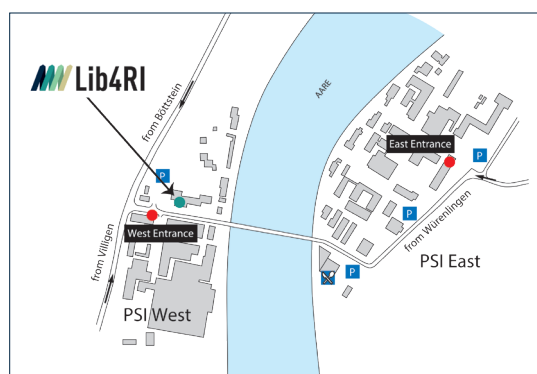 Lib4RI
from Böttstein
AARE
East Entrance
P
P
P
West Entrance
from Villigen
from Würenlingen
P
P
PSI East
PSI West